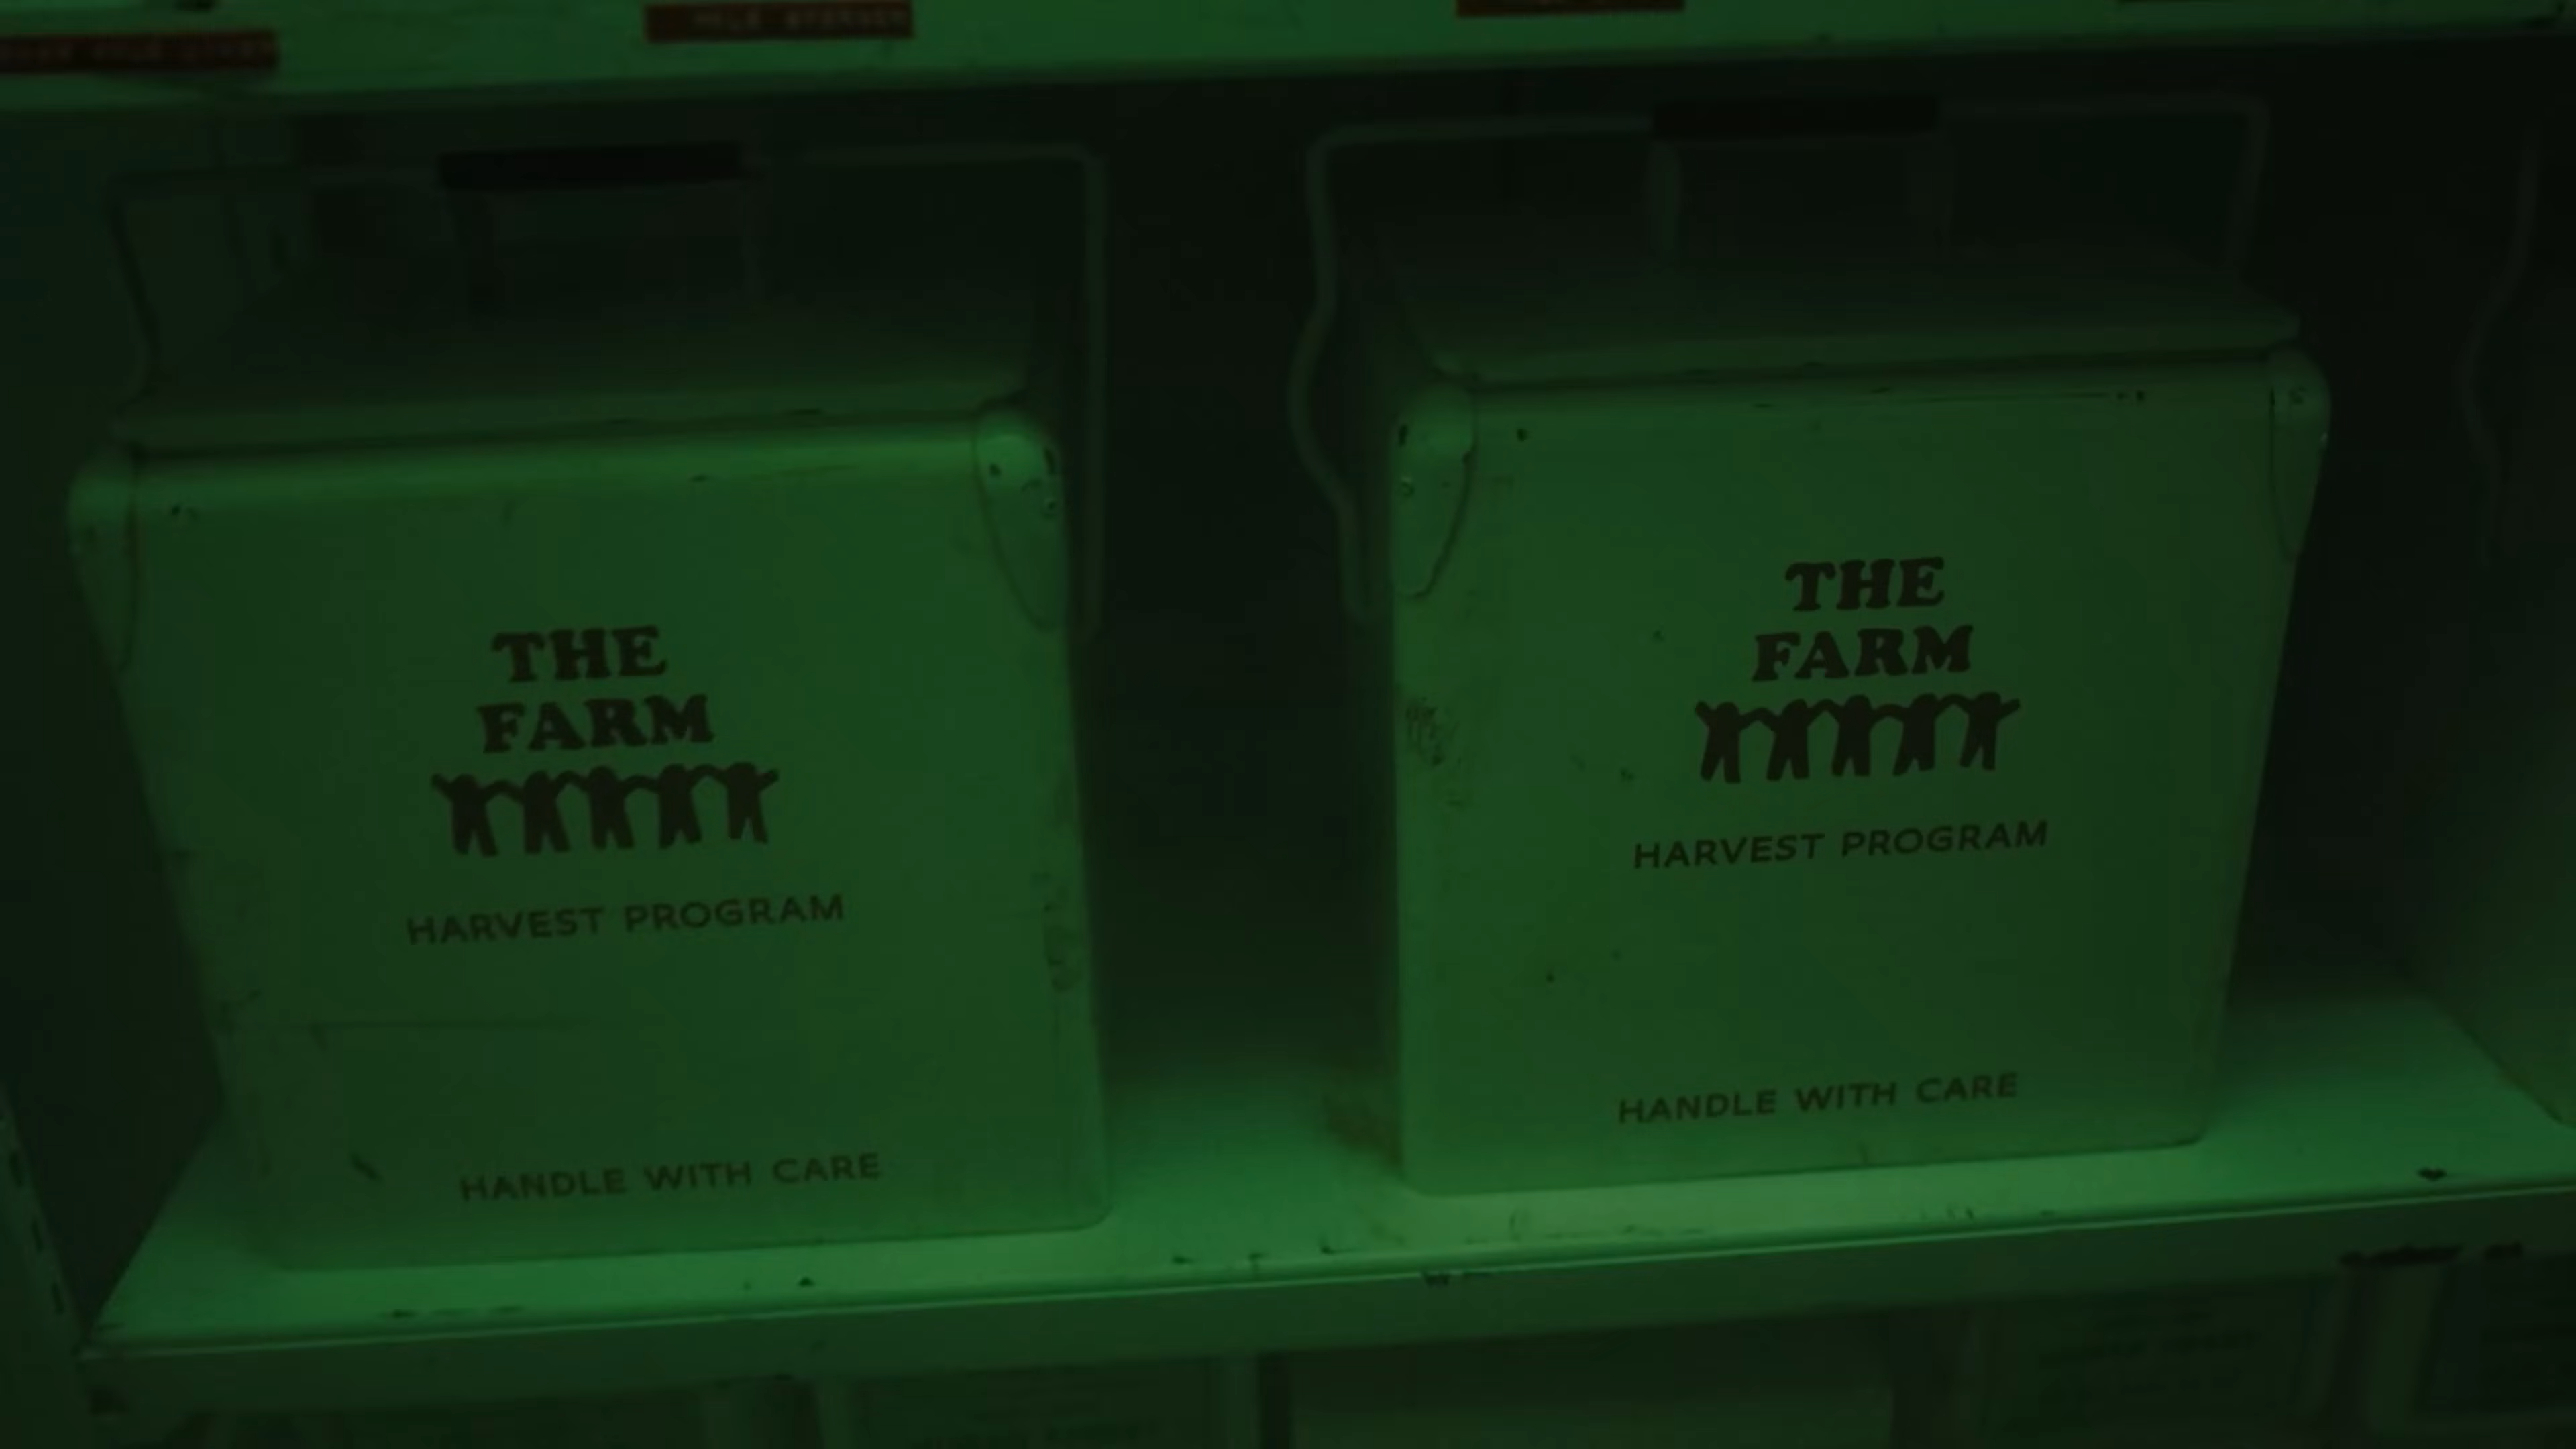 THE
FARM
HARVEST PROGRAM
HANDLE WITH CARE
THE
FARM
HARVEST PROGRAM
HANDLE WITH CARE